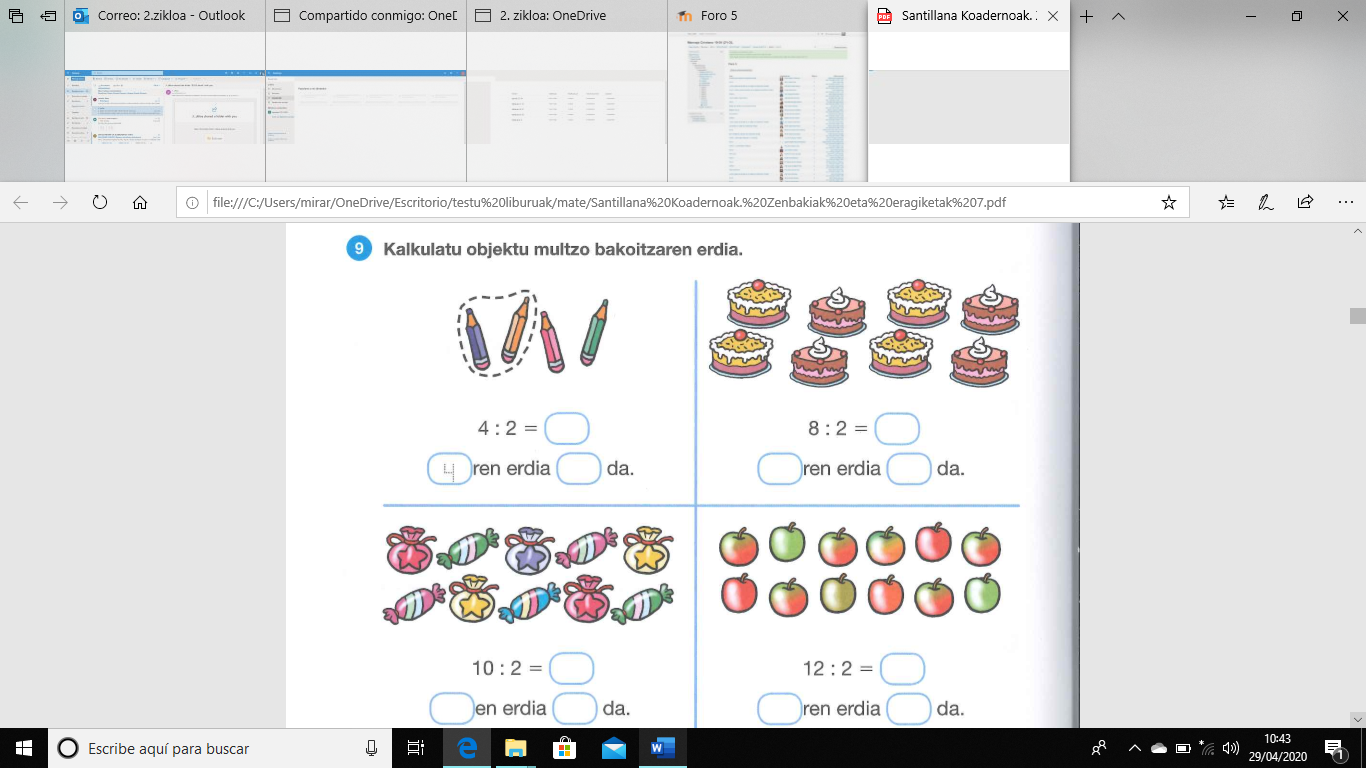 Correo: 2.zikloa - Outlook
Compartido conmigo: OneD
2. zikloa: OneDrive
Foro 5
PDF
Santillana Koadernoak. Z
file:///C:/Users/mirar/OneDrive/Escritorio/testu%20liburuak/mate/Santillana%20Koadernoak.%20Zenbakiak%20eta%20eragiketak%207.pdf
9 Kalkulatu objektu multzo bakoitzaren erdia.
4 : 2 =
4 ren erdia da.
8 : 2 =
ren erdia da.
10 : 2 =
en erdia da.
12 : 2 =
ren erdia da.
Escribe aquí para buscar
10:43
29/04/2020
1